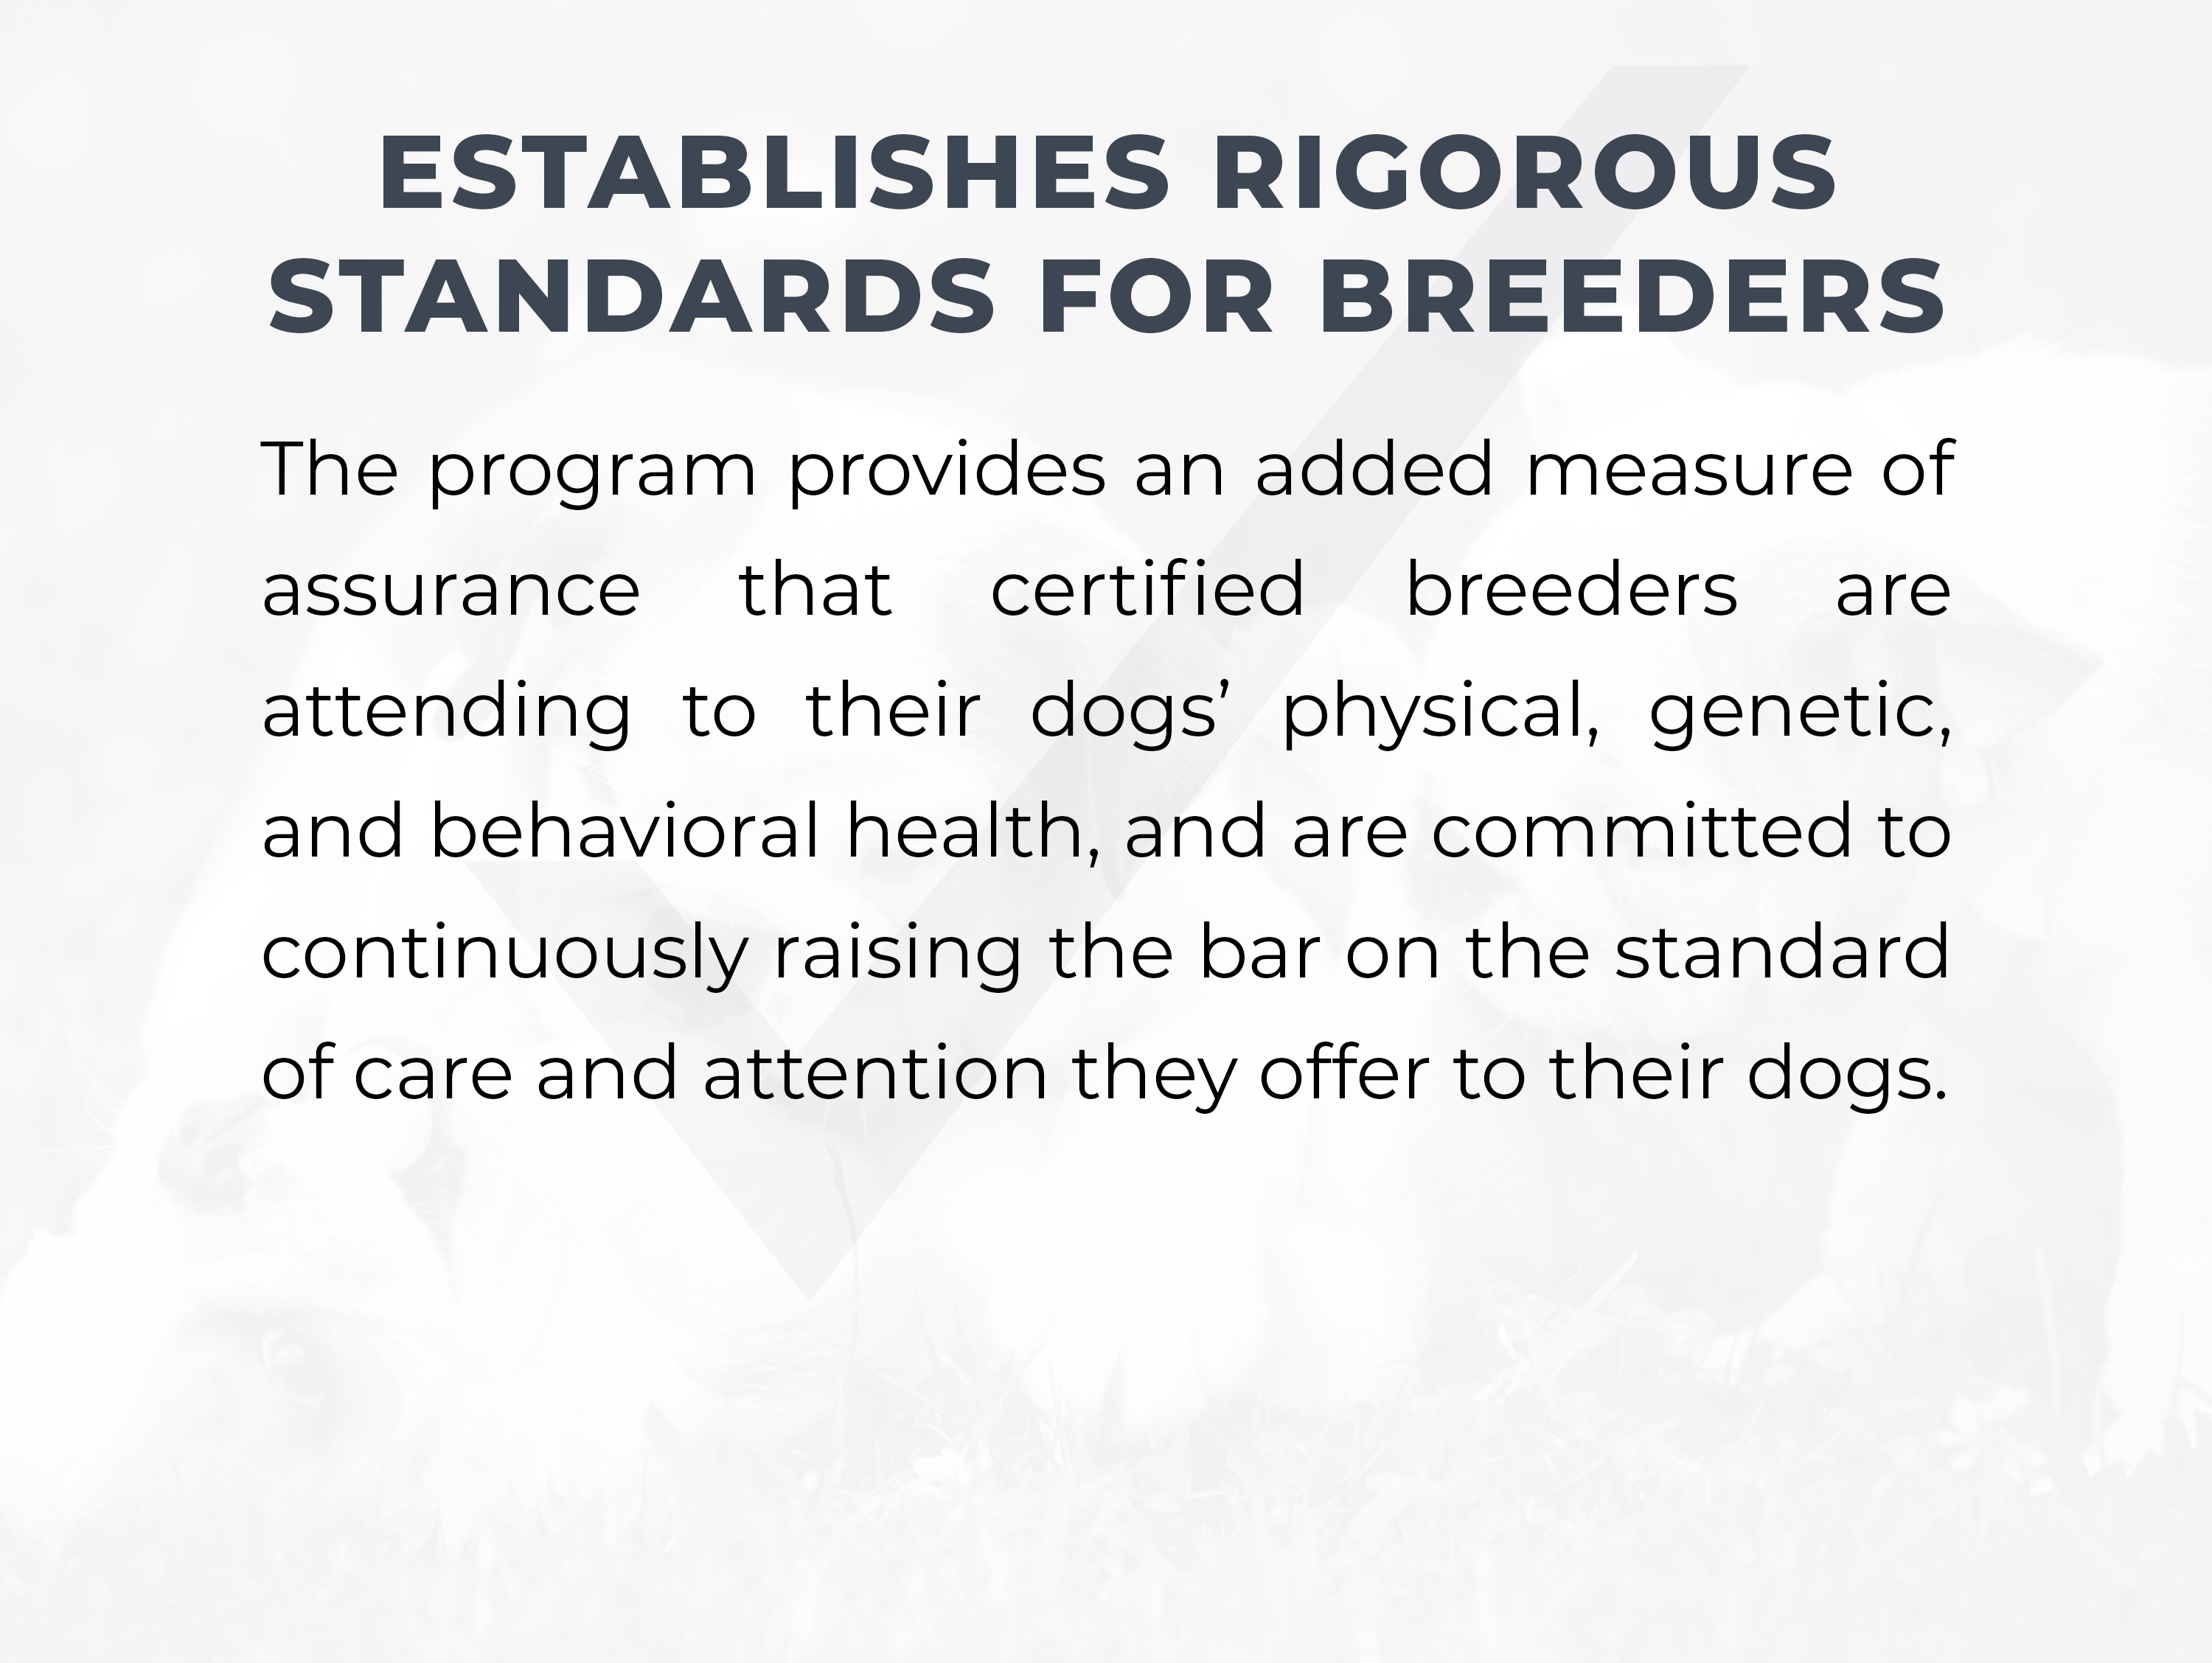 ESTABLISHES RIGOROUS
STANDARDS FOR BREEDERS
The program provides an added measure of
assurance that certified breeders are
attending to their dogs’ physical, genetic,
and behavioral health, and are committed to
continuously raising the bar on the standard
of care and attention they offer to their dogs.